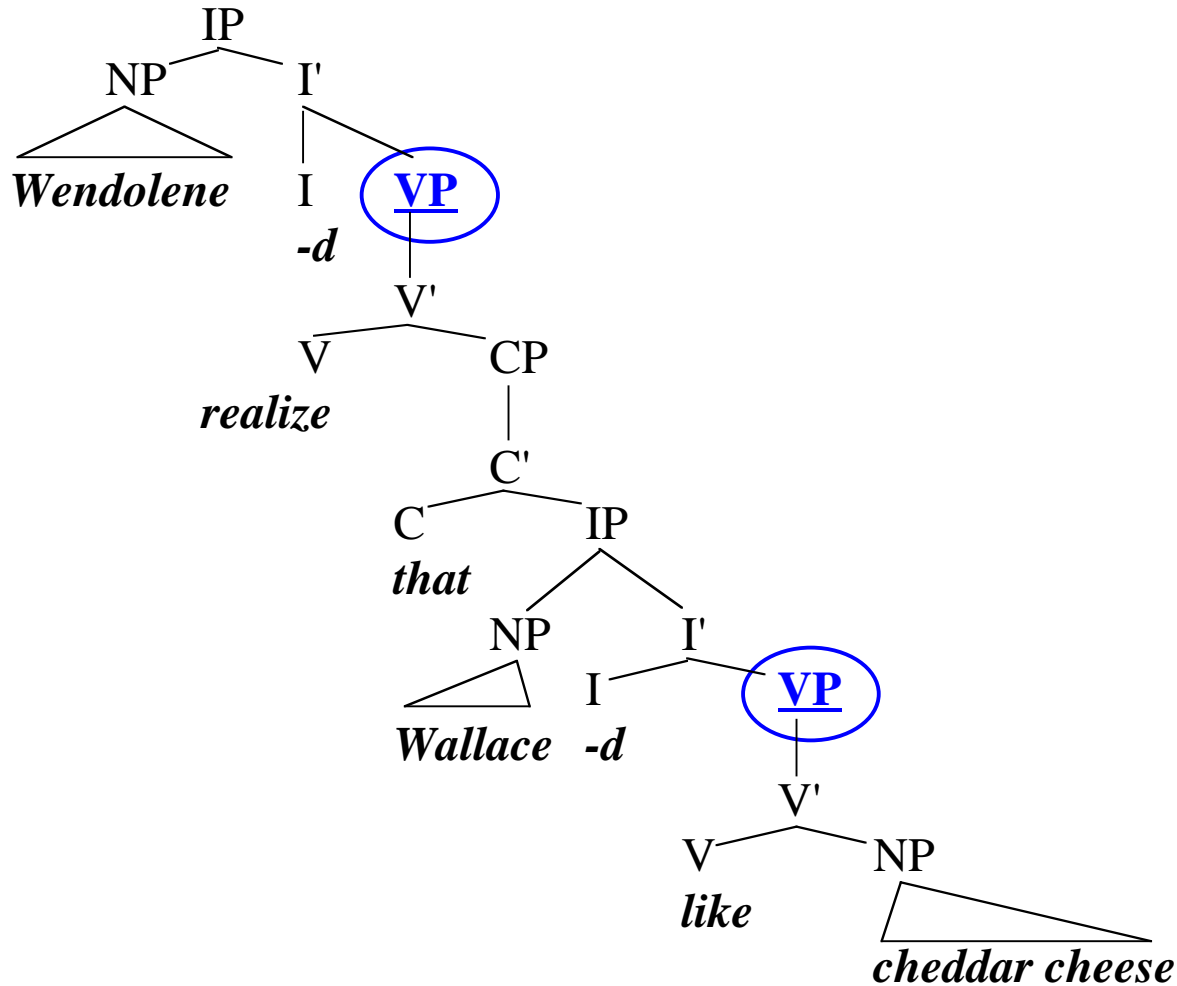 IP
NP I'
Wendolene I VP
-d
V'
V CP
realize
C'
C IP
that
NP I'
I VP
Wallace -d
V'
V NP
like
cheddar cheese